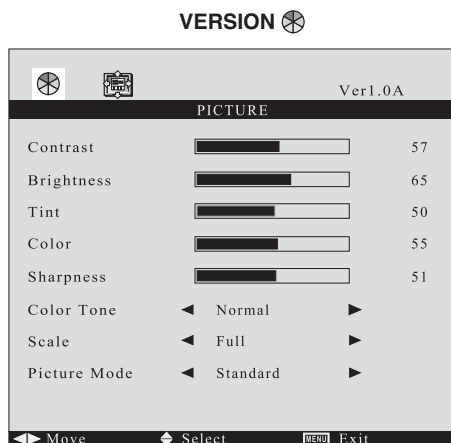 VERSION
Ver1.0A
PICTURE
Contrast 57
Brightness 65
Tint 50
Color 55
Sharpness 51
Color Tone ◀ Normal ▶
Scale ◀ Full ▶
Picture Mode ◀ Standard ▶
◀▶ Move Select MENU Exit